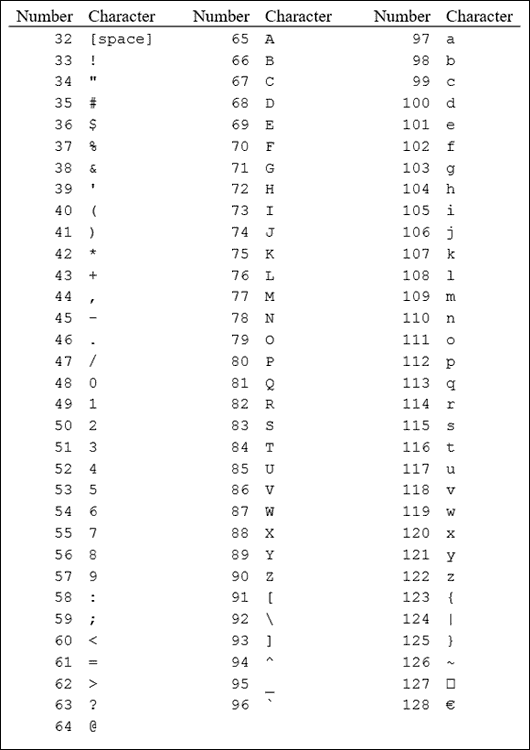 Number Character Number Character Number Character
32 [space] 65 A 97 a
33 ! 66 B 98 b
34 " 67 C 99 c
35 # 68 D 100 d
36 $ 69 E 101 e
37 % 70 F 102 f
38 & 71 G 103 g
39 ' 72 H 104 h
40 ( 73 I 105 i
41 ) 74 J 106 j
42 * 75 K 107 k
43 + 76 L 108 l
44 , 77 M 109 m
45 - 78 N 110 n
46 . 79 O 111 o
47 / 80 P 112 p
48 0 81 Q 113 q
49 1 82 R 114 r
50 2 83 S 115 s
51 3 84 T 116 t
52 4 85 U 117 u
53 5 86 V 118 v
54 6 87 W 119 w
55 7 88 X 120 x
56 8 89 Y 121 y
57 9 90 Z 122 z
58 : 91 [ 123 {
59 ; 92 \ 124 |
60 < 93 ] 125 }
61 = 94 ^ 126 ~
62 > 95 _ 127 □
63 ? 96 ` 128 €
64 @